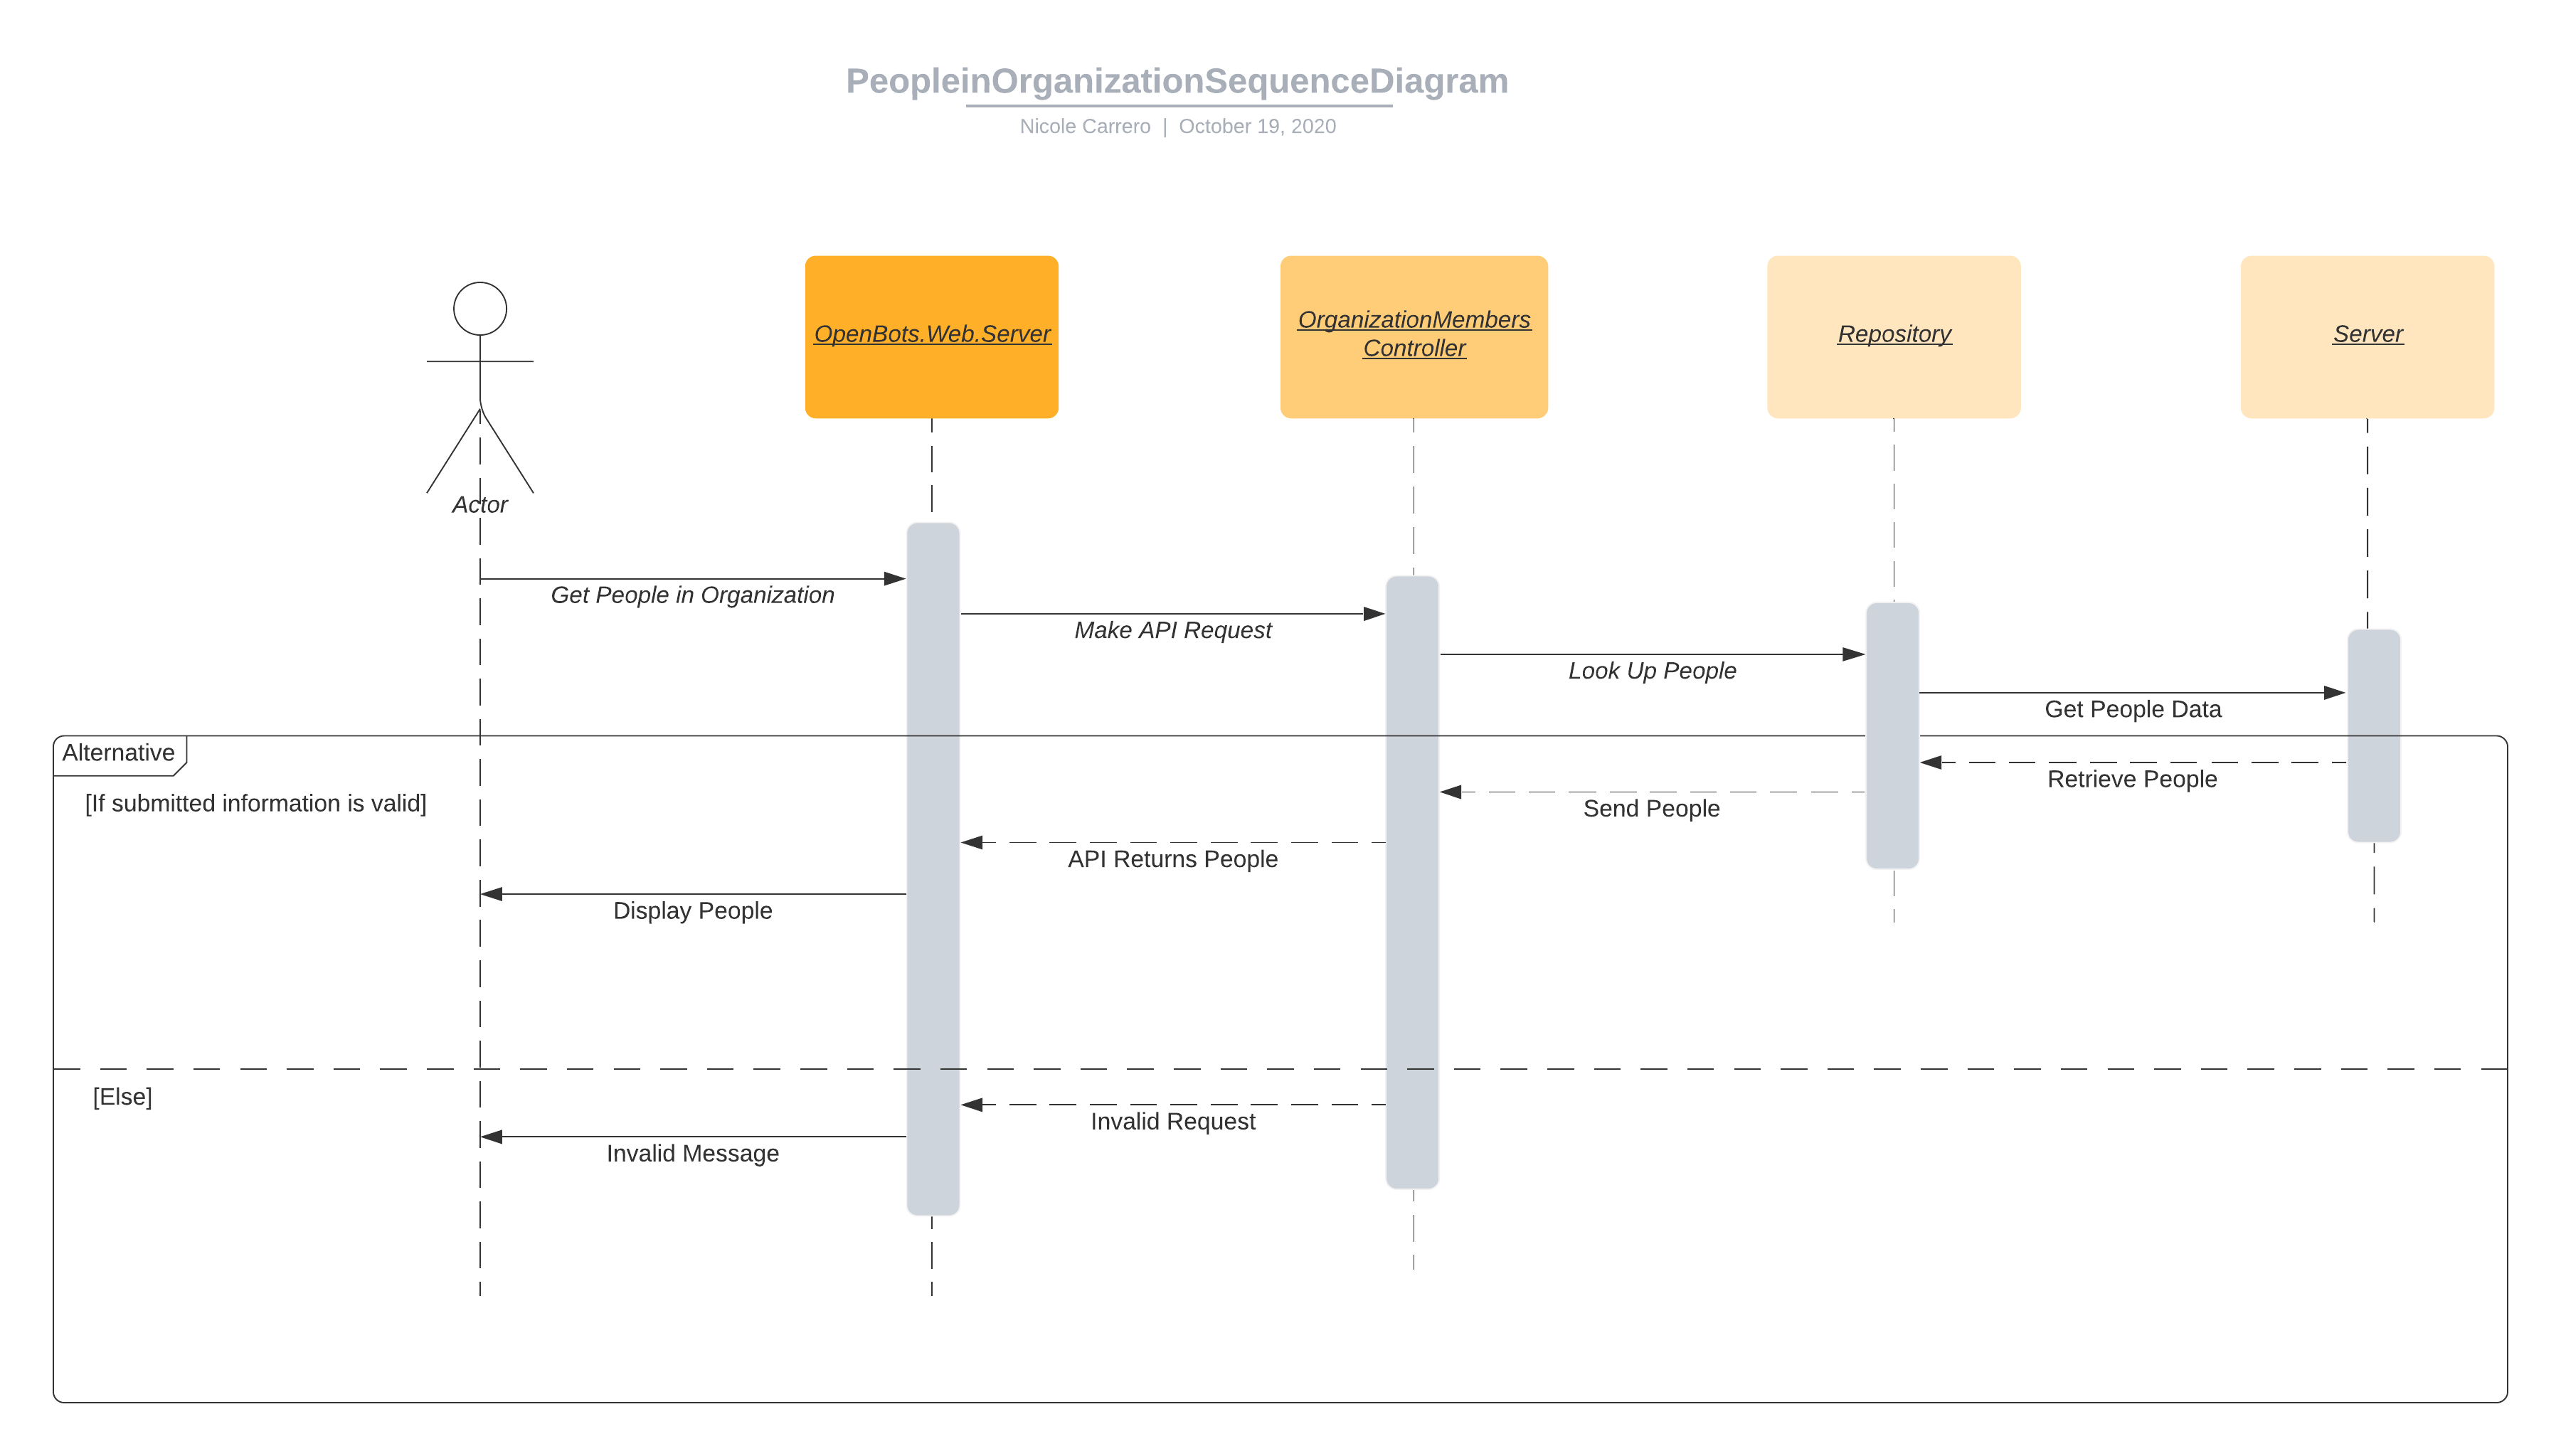 PeopleinOrganizationSequenceDiagram
Nicole Carrero | October 19, 2020
OpenBots.Web.Server
OrganizationMembers
Controller
Repository
Server
Actor
Get People in Organization
Make API Request
Look Up People
Get People Data
Alternative
Retrieve People
[If submitted information is valid]
Send People
API Returns People
Display People
[Else]
Invalid Request
Invalid Message